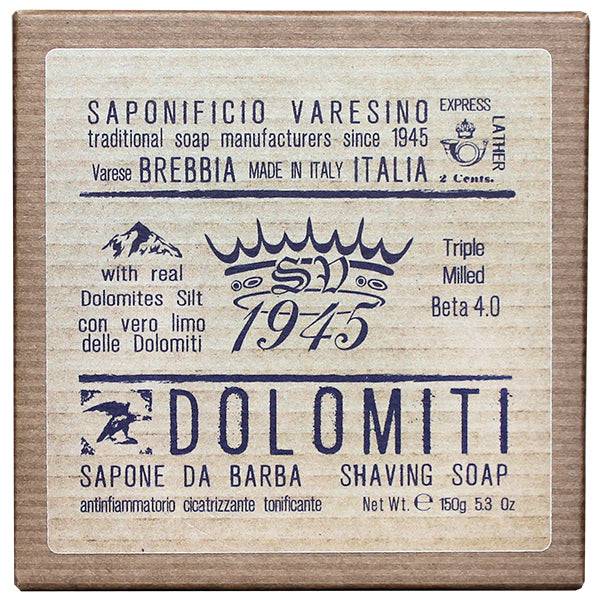 SAPONIFICIO VARESINO
traditional soap manufacturers since 1945
Varese BREBBIA MADE IN ITALY ITALIA
EXPRESS
LATHER
2 Cents.
with real
Dolomites Silt
con vero limo
delle Dolomiti
SV
1945
Triple
Milled
Beta 4.0
DOLOMITI
SAPONE DA BARBA SHAVING SOAP
antinfiammatorio cicatrizzante tonificante Net Wt. ℮ 150g 5.3 Oz